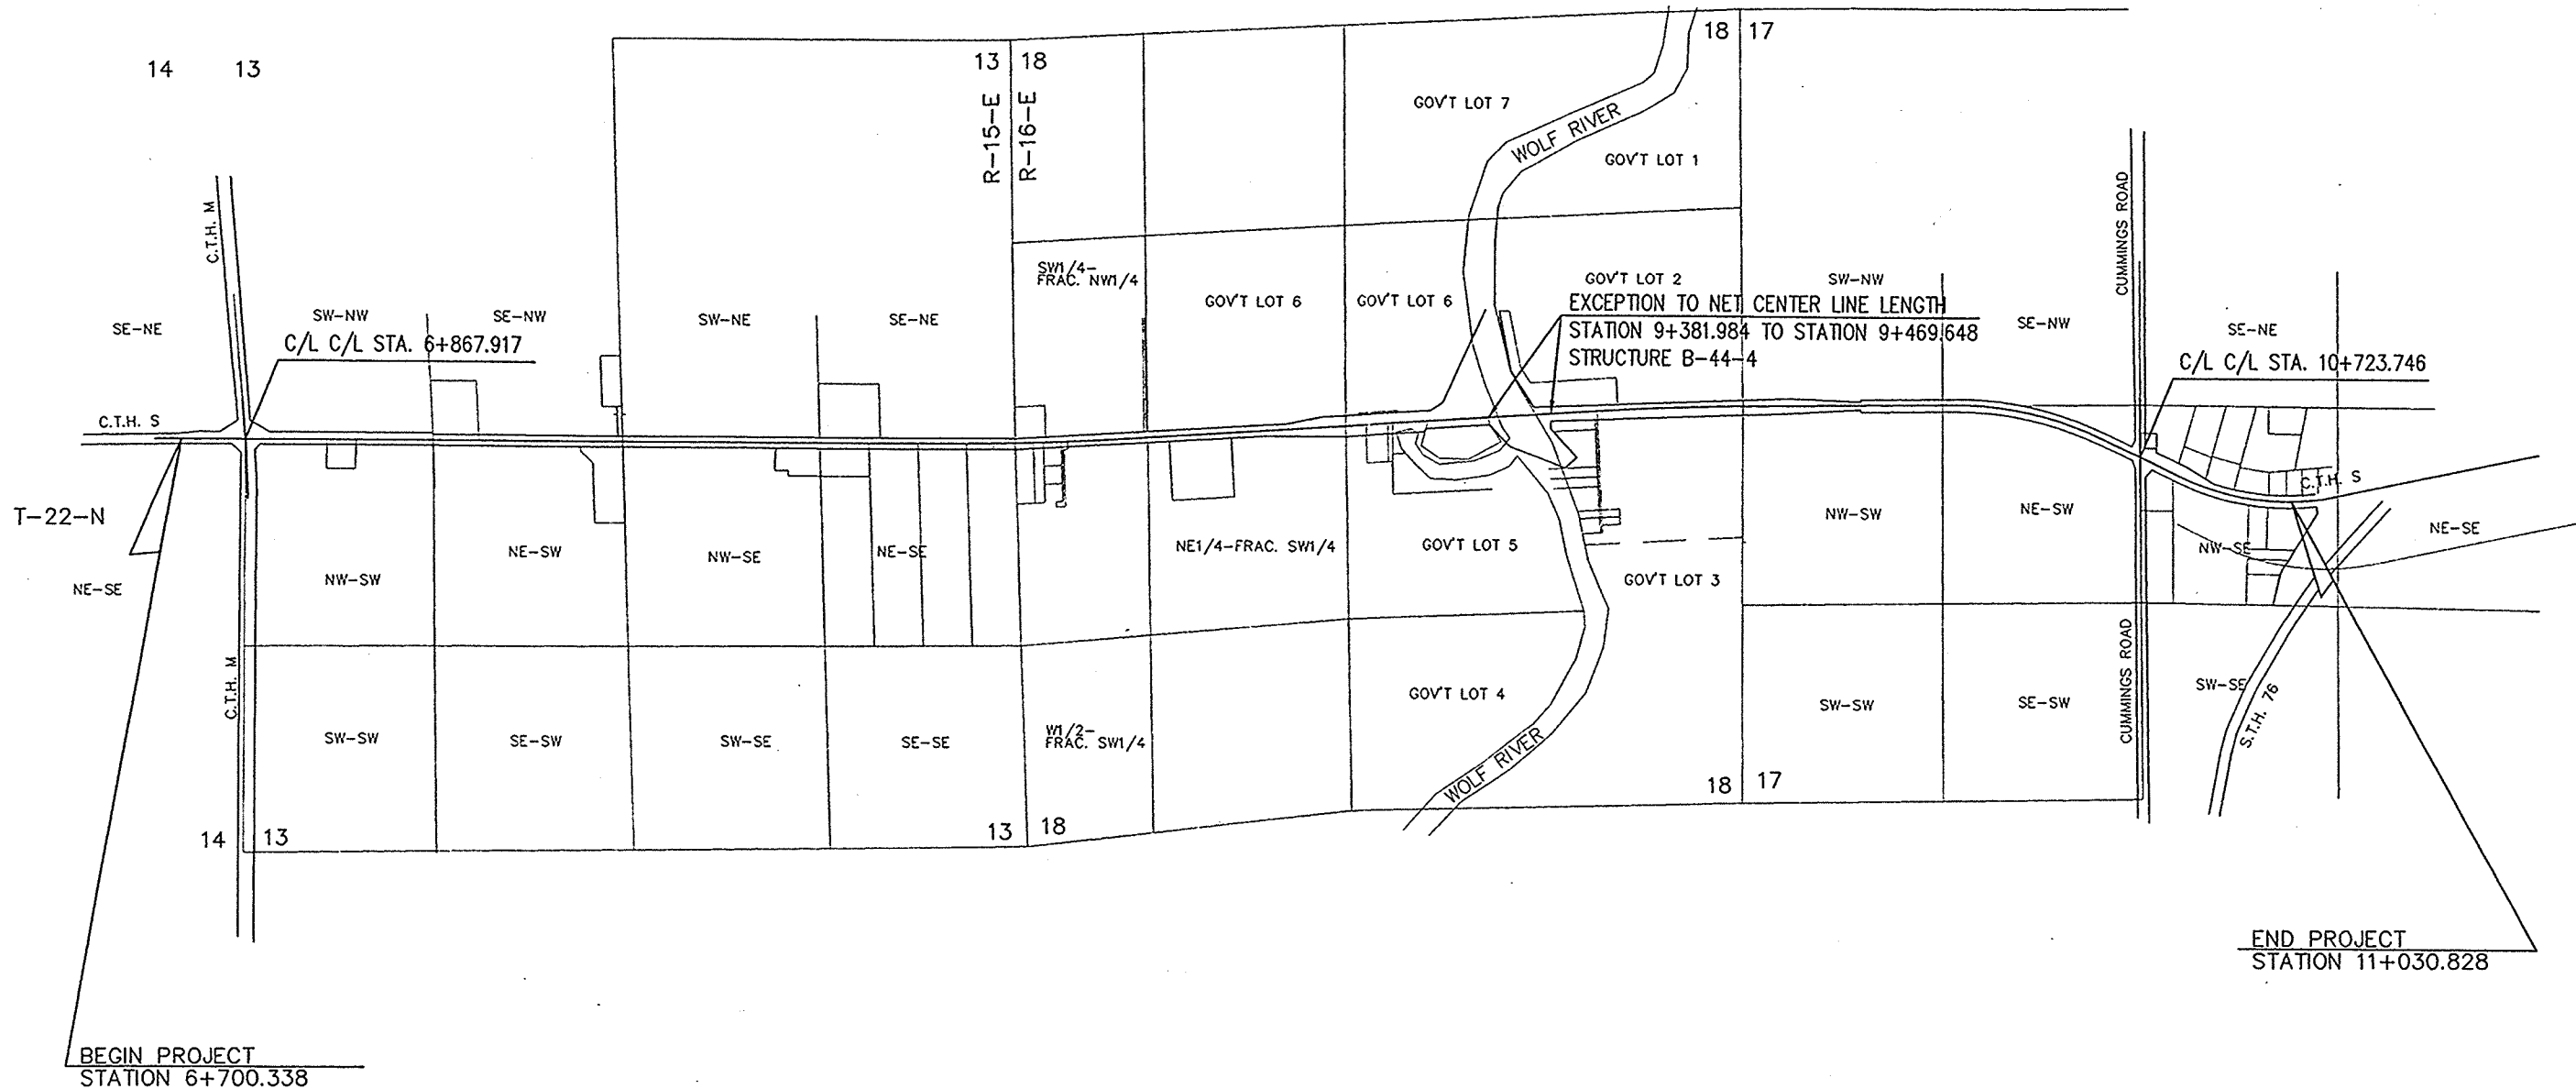 18 17
14 13
13 18
R-15-E
R-16-E
GOV'T LOT 7
WOLF RIVER
GOV'T LOT 1
C.T.H. M
CUMMINGS ROAD
SW1/4-
FRAC. NW1/4
GOV'T LOT 6
GOV'T LOT 6
GOV'T LOT 2
SW-NW
EXCEPTION TO NET CENTER LINE LENGTH
STATION 9+381.984 TO STATION 9+469.648
STRUCTURE B-44-4
SE-NE
SW-NW
SE-NW
SW-NE
SE-NE
SE-NW
SE-NE
C/L C/L STA. 6+867.917
C/L C/L STA. 10+723.746
C.T.H. S
C.T.H. S
T-22-N
NE-SE
NW-SW
NE-SW
NW-SE
NE-SE
NE1/4-FRAC. SW1/4
GOV'T LOT 5
GOV'T LOT 3
NW-SW
NE-SW
NW-SE
NE-SE
C.T.H. M
SW-SW
SE-SW
SW-SE
SE-SE
W1/2-
FRAC. SW1/4
GOV'T LOT 4
WOLF RIVER
SW-SW
SE-SW
CUMMINGS ROAD
SW-SE
S.T.H. 76
18 17
14 13
13 18
END PROJECT
STATION 11+030.828
BEGIN PROJECT
STATION 6+700.338